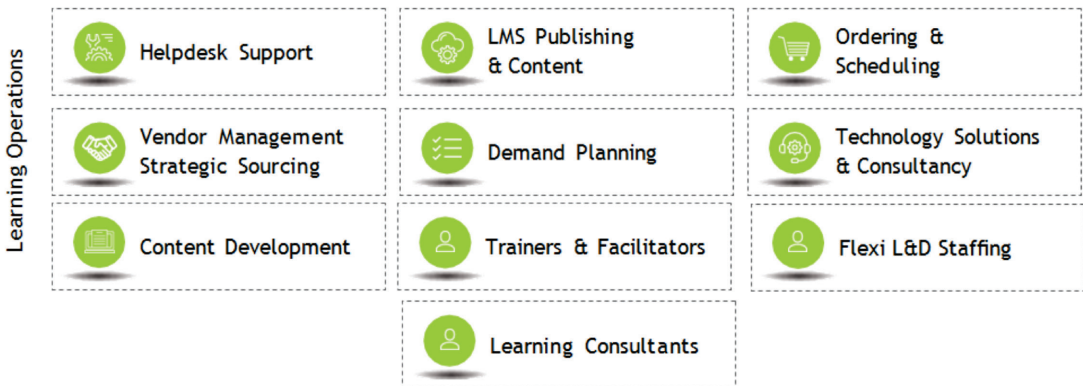 Learning Operations
Helpdesk Support
LMS Publishing
& Content
Ordering &
Scheduling
Vendor Management
Strategic Sourcing
Demand Planning
Technology Solutions
& Consultancy
Content Development
Trainers & Facilitators
Flexi L&D Staffing
Learning Consultants